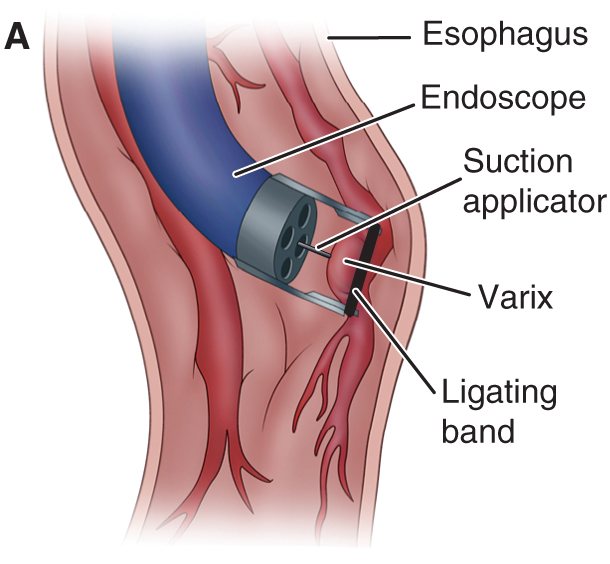 A
Esophagus
Endoscope
Suction
applicator
Varix
Ligating
band